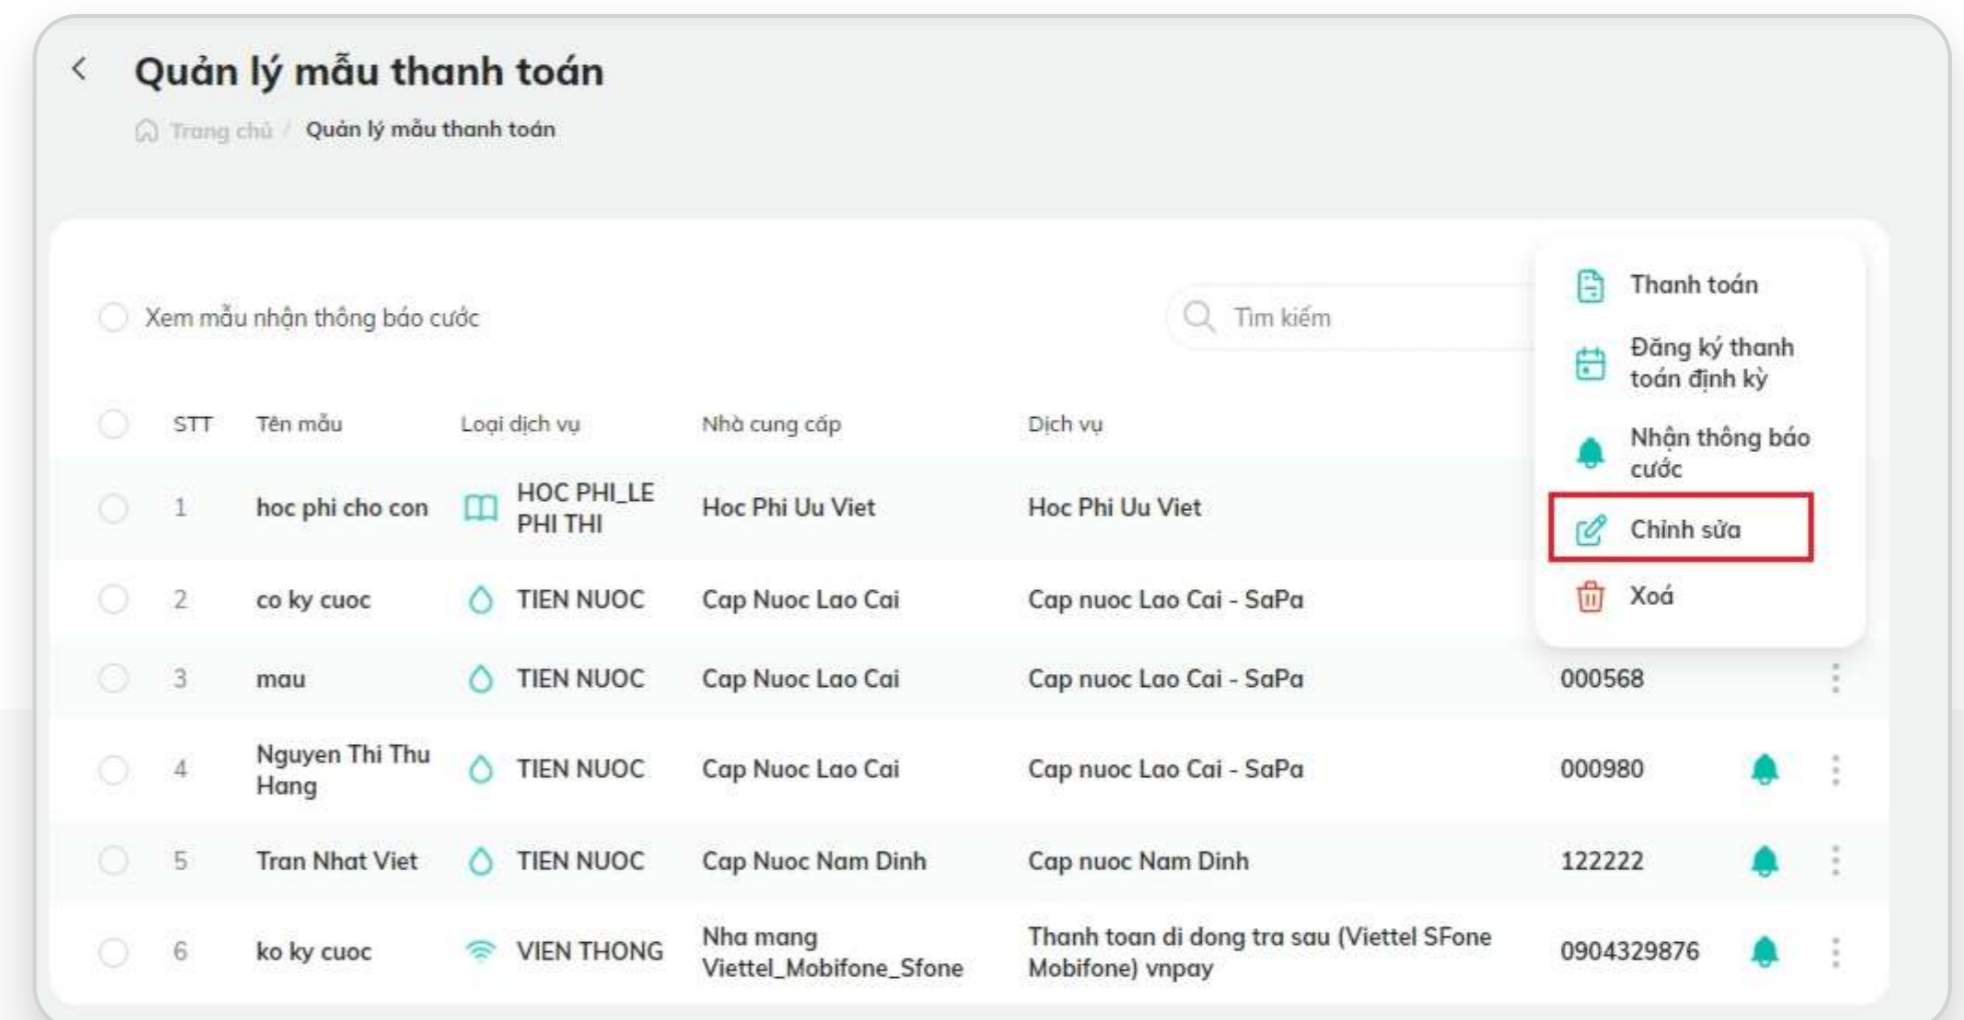 Quản lý mẫu thanh toán
Trang chủ / Quản lý mẫu thanh toán
Xem mẫu nhận thông báo cước
Tìm kiếm
Thanh toán
Đăng ký thanh
toán định kỳ
Nhận thông báo
cước
Chỉnh sửa
Xoá
STT Tên mẫu Loại dịch vụ Nhà cung cấp Dịch vụ
1 hoc phi cho con HOC PHI_LE PHI THI Hoc Phi Uu Viet Hoc Phi Uu Viet
2 co ky cuoc TIEN NUOC Cap Nuoc Lao Cai Cap nuoc Lao Cai - SaPa
3 mau TIEN NUOC Cap Nuoc Lao Cai Cap nuoc Lao Cai - SaPa 000568
4 Nguyen Thi Thu Hang TIEN NUOC Cap Nuoc Lao Cai Cap nuoc Lao Cai - SaPa 000980
5 Tran Nhat Viet TIEN NUOC Cap Nuoc Nam Dinh Cap nuoc Nam Dinh 122222
6 ko ky cuoc VIEN THONG Nha mang Viettel_Mobifone_Sfone Thanh toan di dong tra sau (Viettel SFone Mobifone) vnpay 0904329876